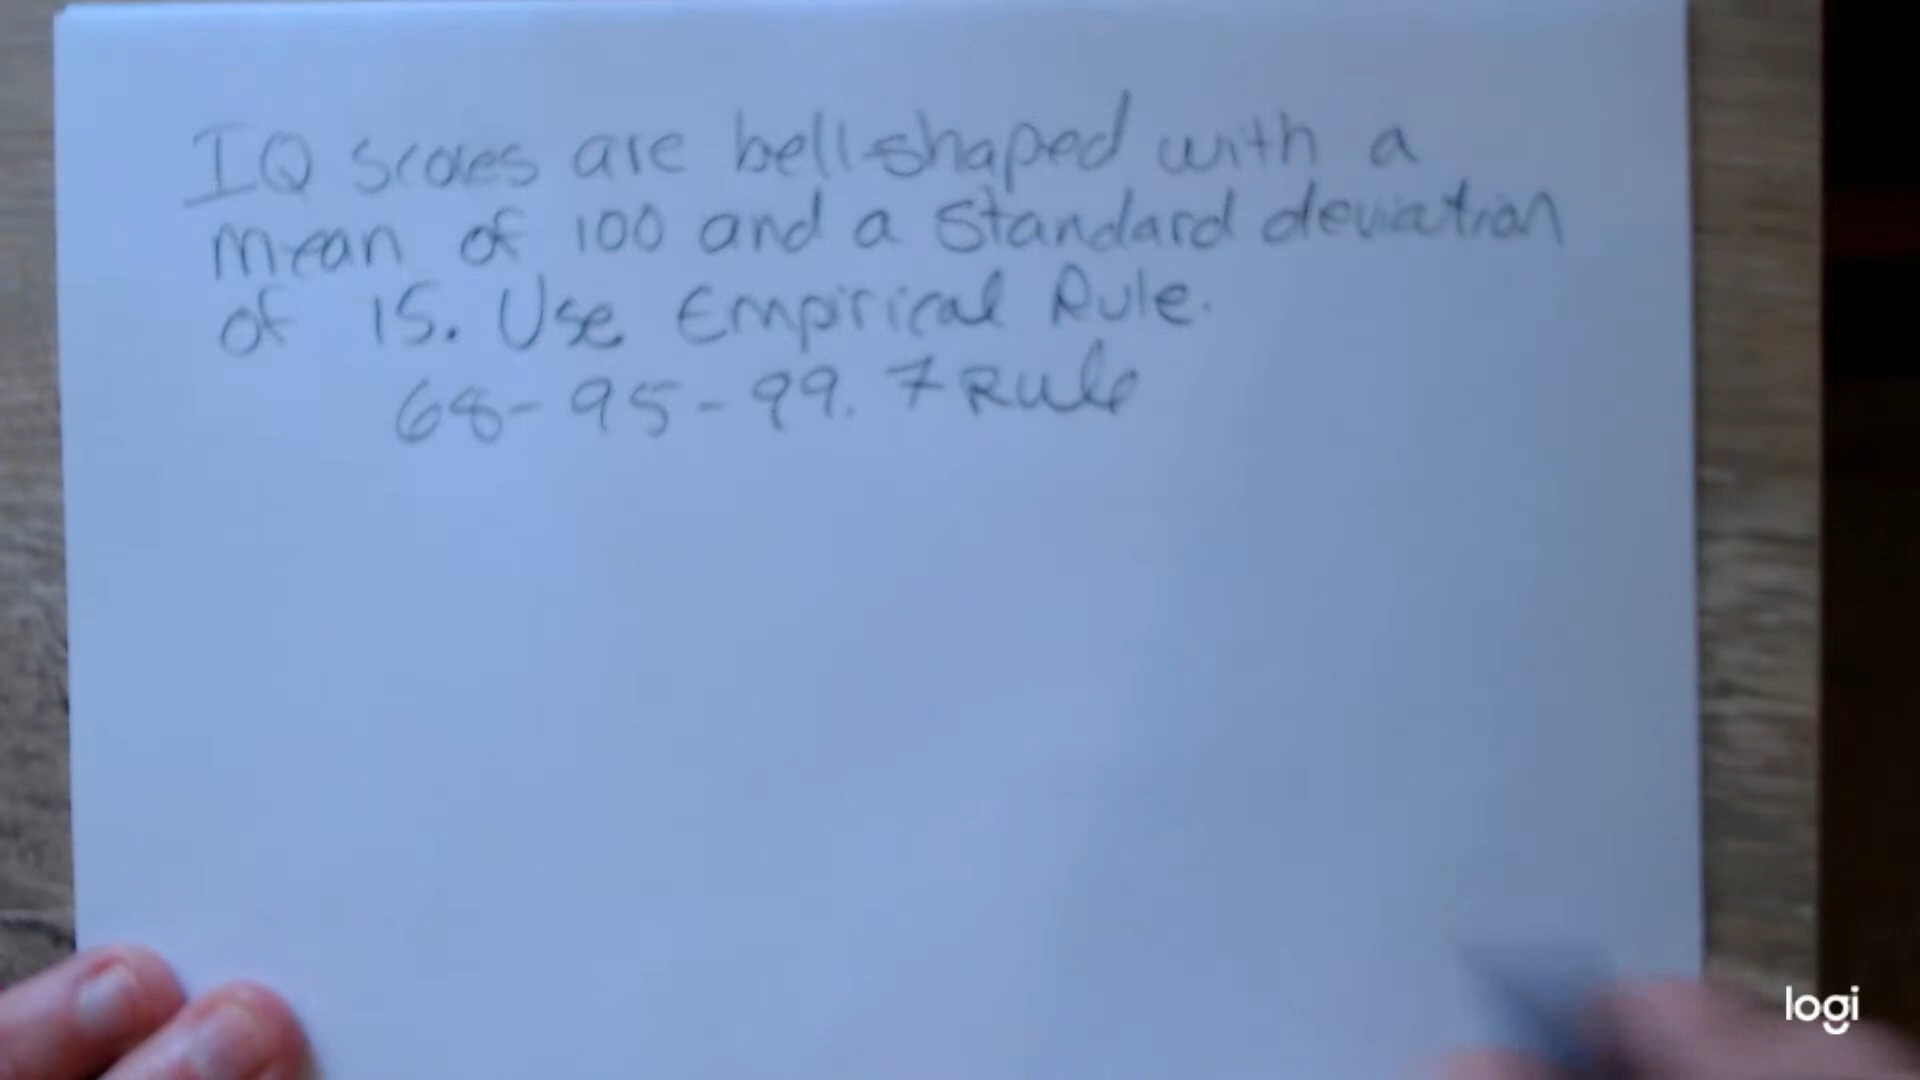 IQ scores are bell shaped with a
mean of 100 and a standard deviation
of 15. Use Empirical Rule.
68-95-99.7 Rule
logi